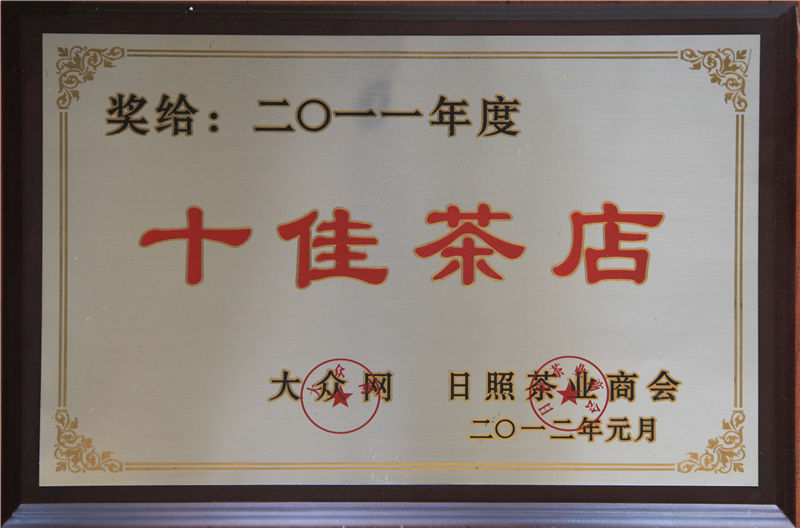 奖给：二〇一一年度
十佳茶店
大众网 日照茶业商会
二〇一二年元月